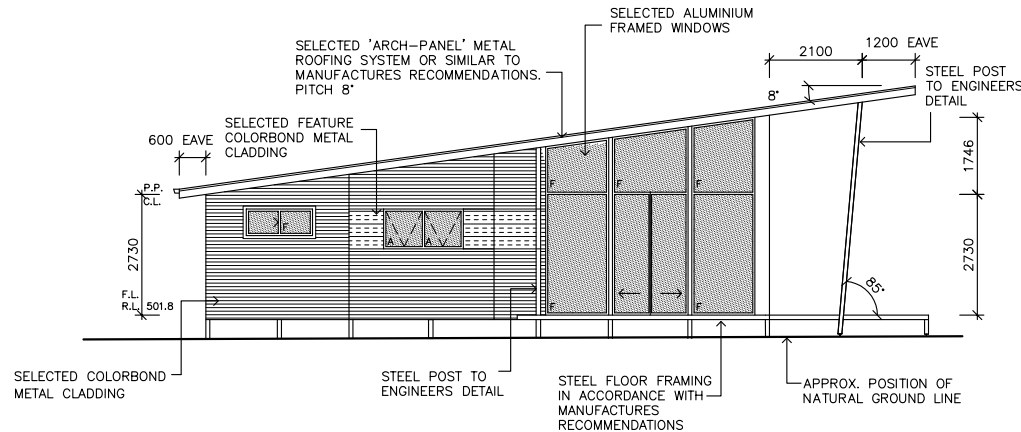 SELECTED ALUMINIUM
FRAMED WINDOWS
2100
1200 EAVE
SELECTED 'ARCH-PANEL' METAL
ROOFING SYSTEM OR SIMILAR TO
MANUFACTURES RECOMMENDATIONS.
PITCH 8°
STEEL POST
TO ENGINEERS
DETAIL
8°
SELECTED FEATURE
COLORBOND METAL
CLADDING
600 EAVE
1746
P.P.
C.L.
F
F
F
F
A
A
2730
2730
85°
F.L.
R.L. 501.8
F
F
SELECTED COLORBOND
METAL CLADDING
STEEL POST TO
ENGINEERS DETAIL
STEEL FLOOR FRAMING
IN ACCORDANCE WITH
MANUFACTURES
RECOMMENDATIONS
APPROX. POSITION OF
NATURAL GROUND LINE